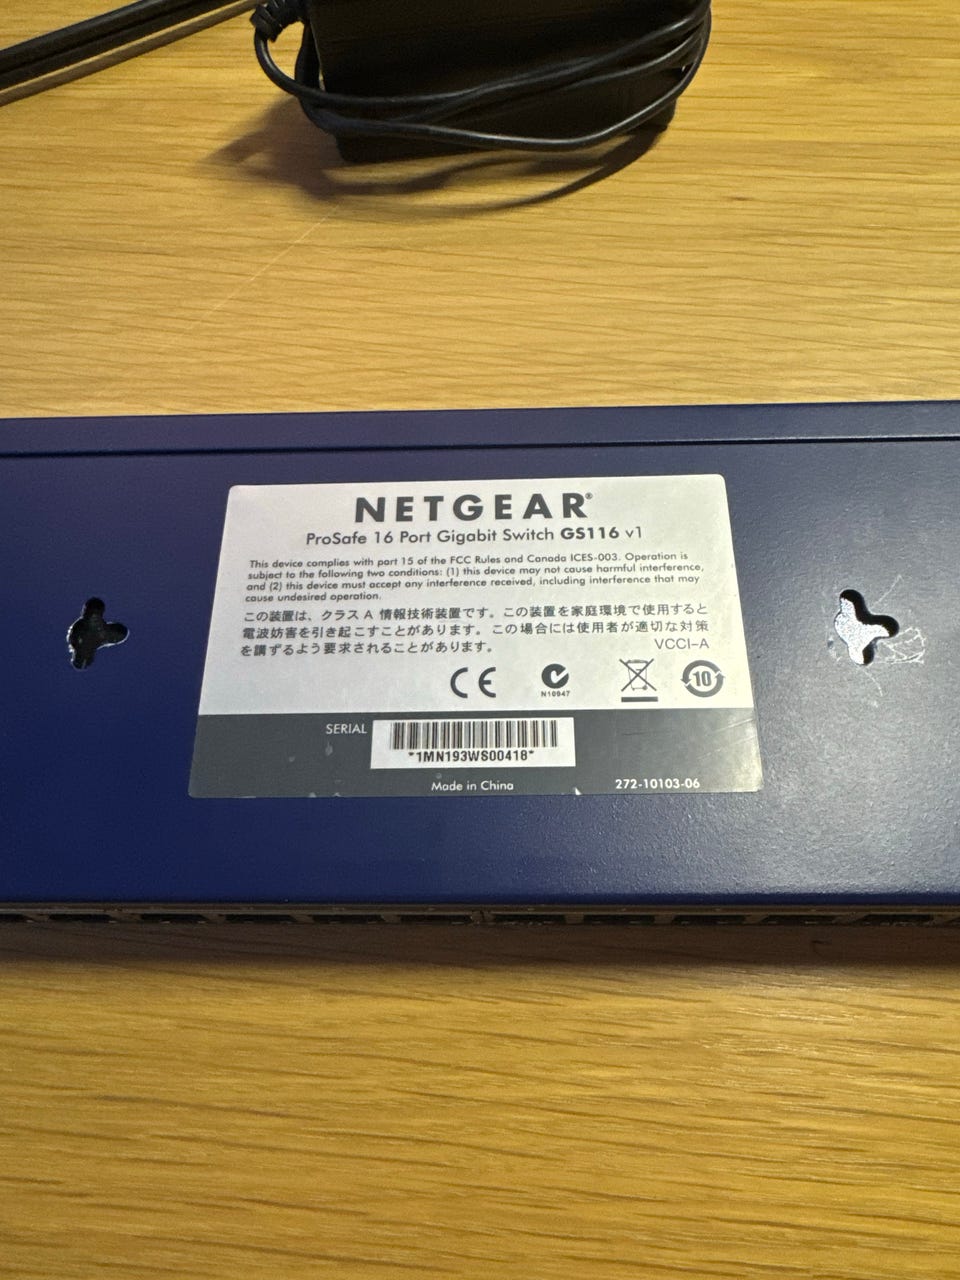 NETGEAR®
ProSafe 16 Port Gigabit Switch GS116 v1
This device complies with part 15 of the FCC Rules and Canada ICES-003. Operation is
subject to the following two conditions: (1) this device may not cause harmful interference,
and (2) this device must accept any interference received, including interference that may
cause undesired operation.
この装置は、クラス A 情報技術装置です。この装置を家庭環境で使用すると
電波妨害を引き起こすことがあります。この場合には使用者が適切な対策
を講ずるよう要求されることがあります。
VCCI-A
CE
N10947
10
SERIAL
*1MN193WS00418*
Made in China
272-10103-06